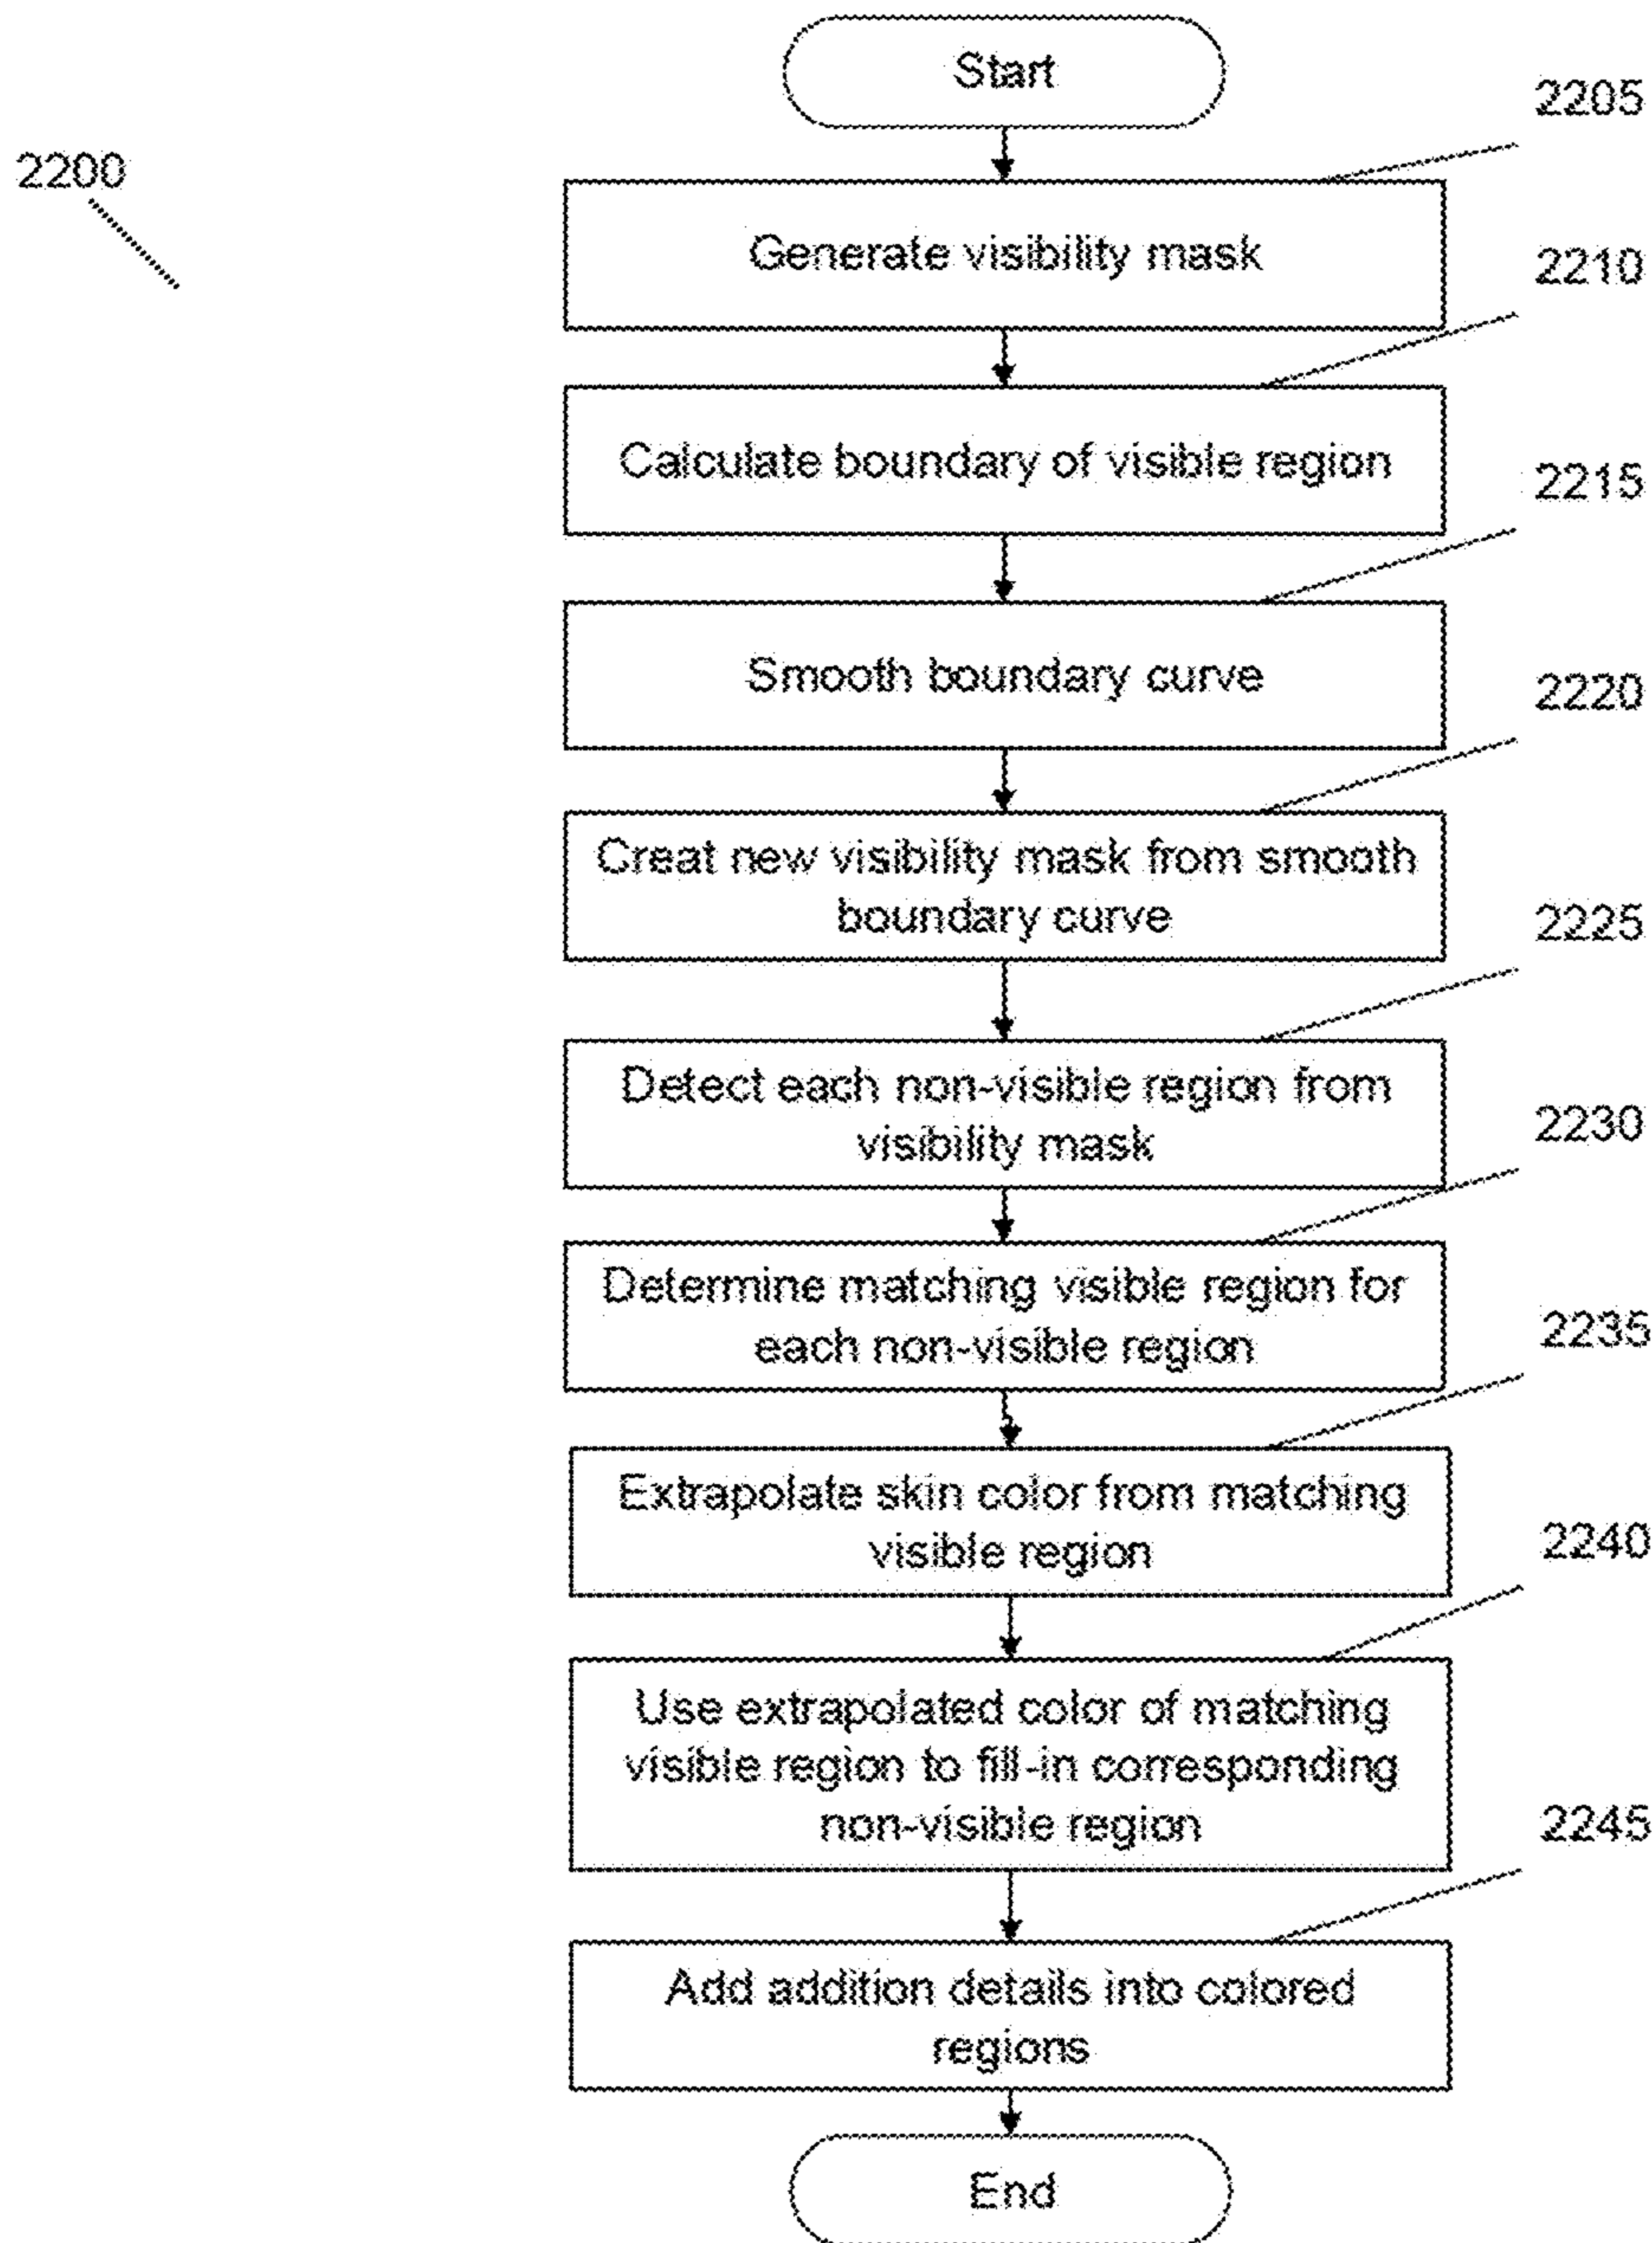 Start
2205
2200
Generate visibility mask
2210
Calculate boundary of visible region
2215
Smooth boundary curve
2220
Creat new visibility mask from smooth
boundary curve
2225
Detect each non-visible region from
visibility mask
2230
Determine matching visible region for
each non-visible region
2235
Extrapolate skin color from matching
visible region
2240
Use extrapolated color of matching
visible region to fill-in corresponding
non-visible region
2245
Add addition details into colored
regions
End